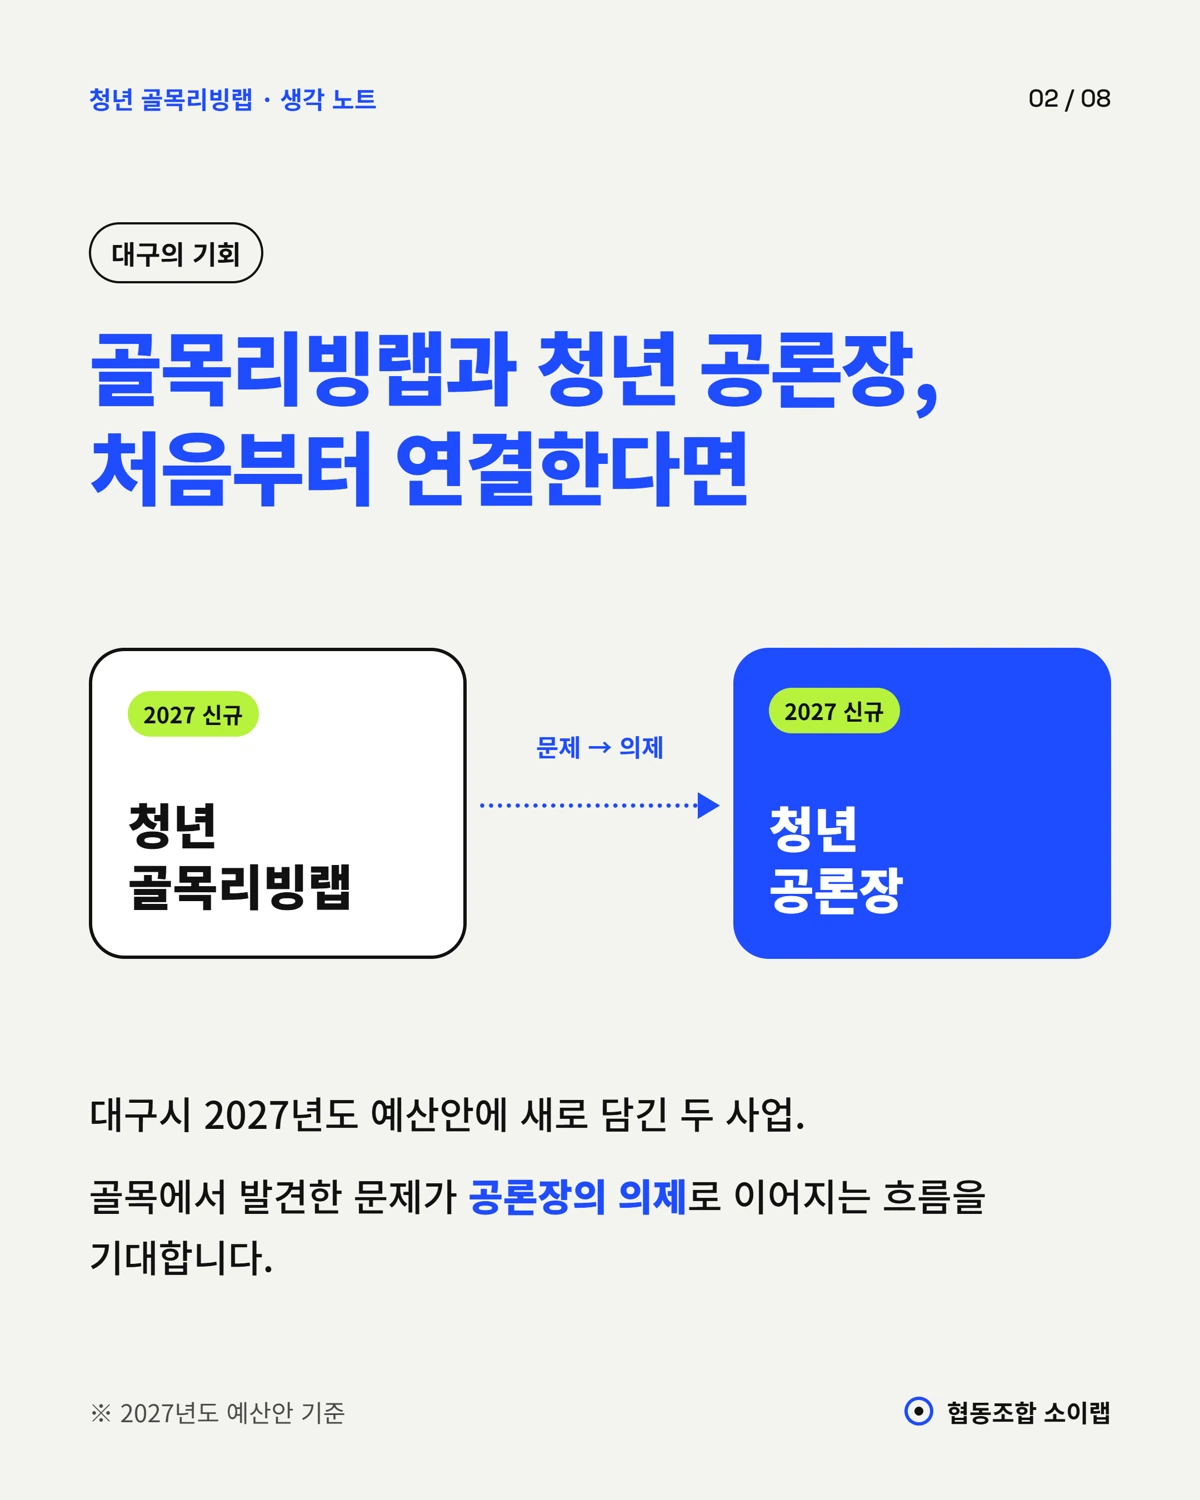 청년 골목리빙랩 · 생각 노트
02 / 08
대구의 기회
골목리빙랩과 청년 공론장,
처음부터 연결한다면
2027 신규
청년
골목리빙랩
문제 → 의제
2027 신규
청년
공론장
대구시 2027년도 예산안에 새로 담긴 두 사업.
골목에서 발견한 문제가 공론장의 의제로 이어지는 흐름을
기대합니다.
※ 2027년도 예산안 기준
협동조합 소이랩